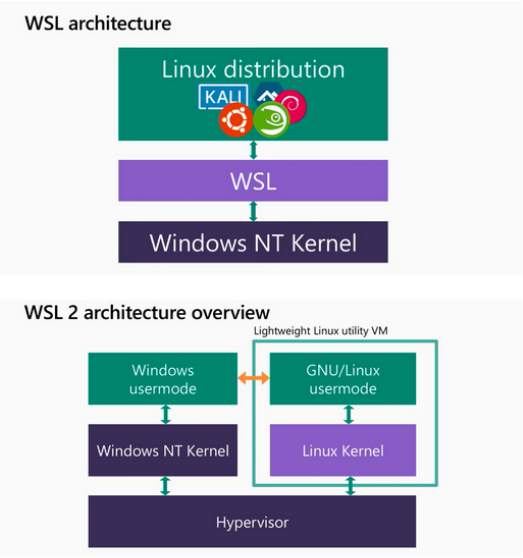 WSL architecture
Linux distribution
KALI
WSL
Windows NT Kernel
WSL 2 architecture overview
Lightweight Linux utility VM
Windows
usermode
GNU/Linux
usermode
Windows NT Kernel
Linux Kernel
Hypervisor